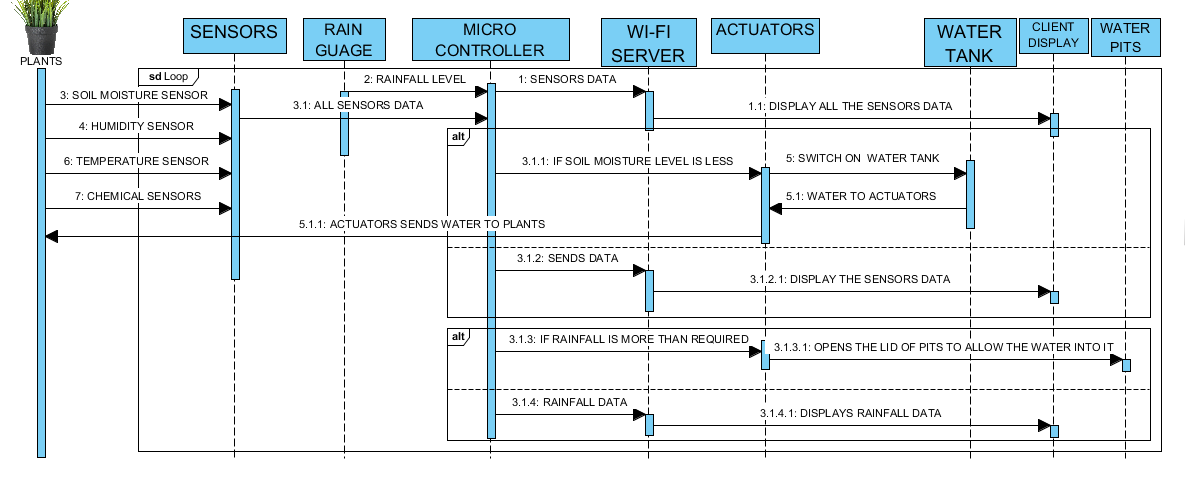 SENSORS
RAIN
GUAGE
MICRO
CONTROLLER
WI-FI
SERVER
ACTUATORS
WATER
TANK
CLIENT
DISPLAY
WATER
PITS
PLANTS
sd Loop
2: RAINFALL LEVEL
1: SENSORS DATA
3: SOIL MOISTURE SENSOR
3.1: ALL SENSORS DATA
1.1: DISPLAY ALL THE SENSORS DATA
4: HUMIDITY SENSOR
alt
6: TEMPERATURE SENSOR
3.1.1: IF SOIL MOISTURE LEVEL IS LESS
5: SWITCH ON WATER TANK
7: CHEMICAL SENSORS
5.1: WATER TO ACTUATORS
5.1.1: ACTUATORS SENDS WATER TO PLANTS
3.1.2: SENDS DATA
3.1.2.1: DISPLAY THE SENSORS DATA
alt
3.1.3: IF RAINFALL IS MORE THAN REQUIRED
3.1.3.1: OPENS THE LID OF PITS TO ALLOW THE WATER INTO IT
3.1.4: RAINFALL DATA
3.1.4.1: DISPLAYS RAINFALL DATA